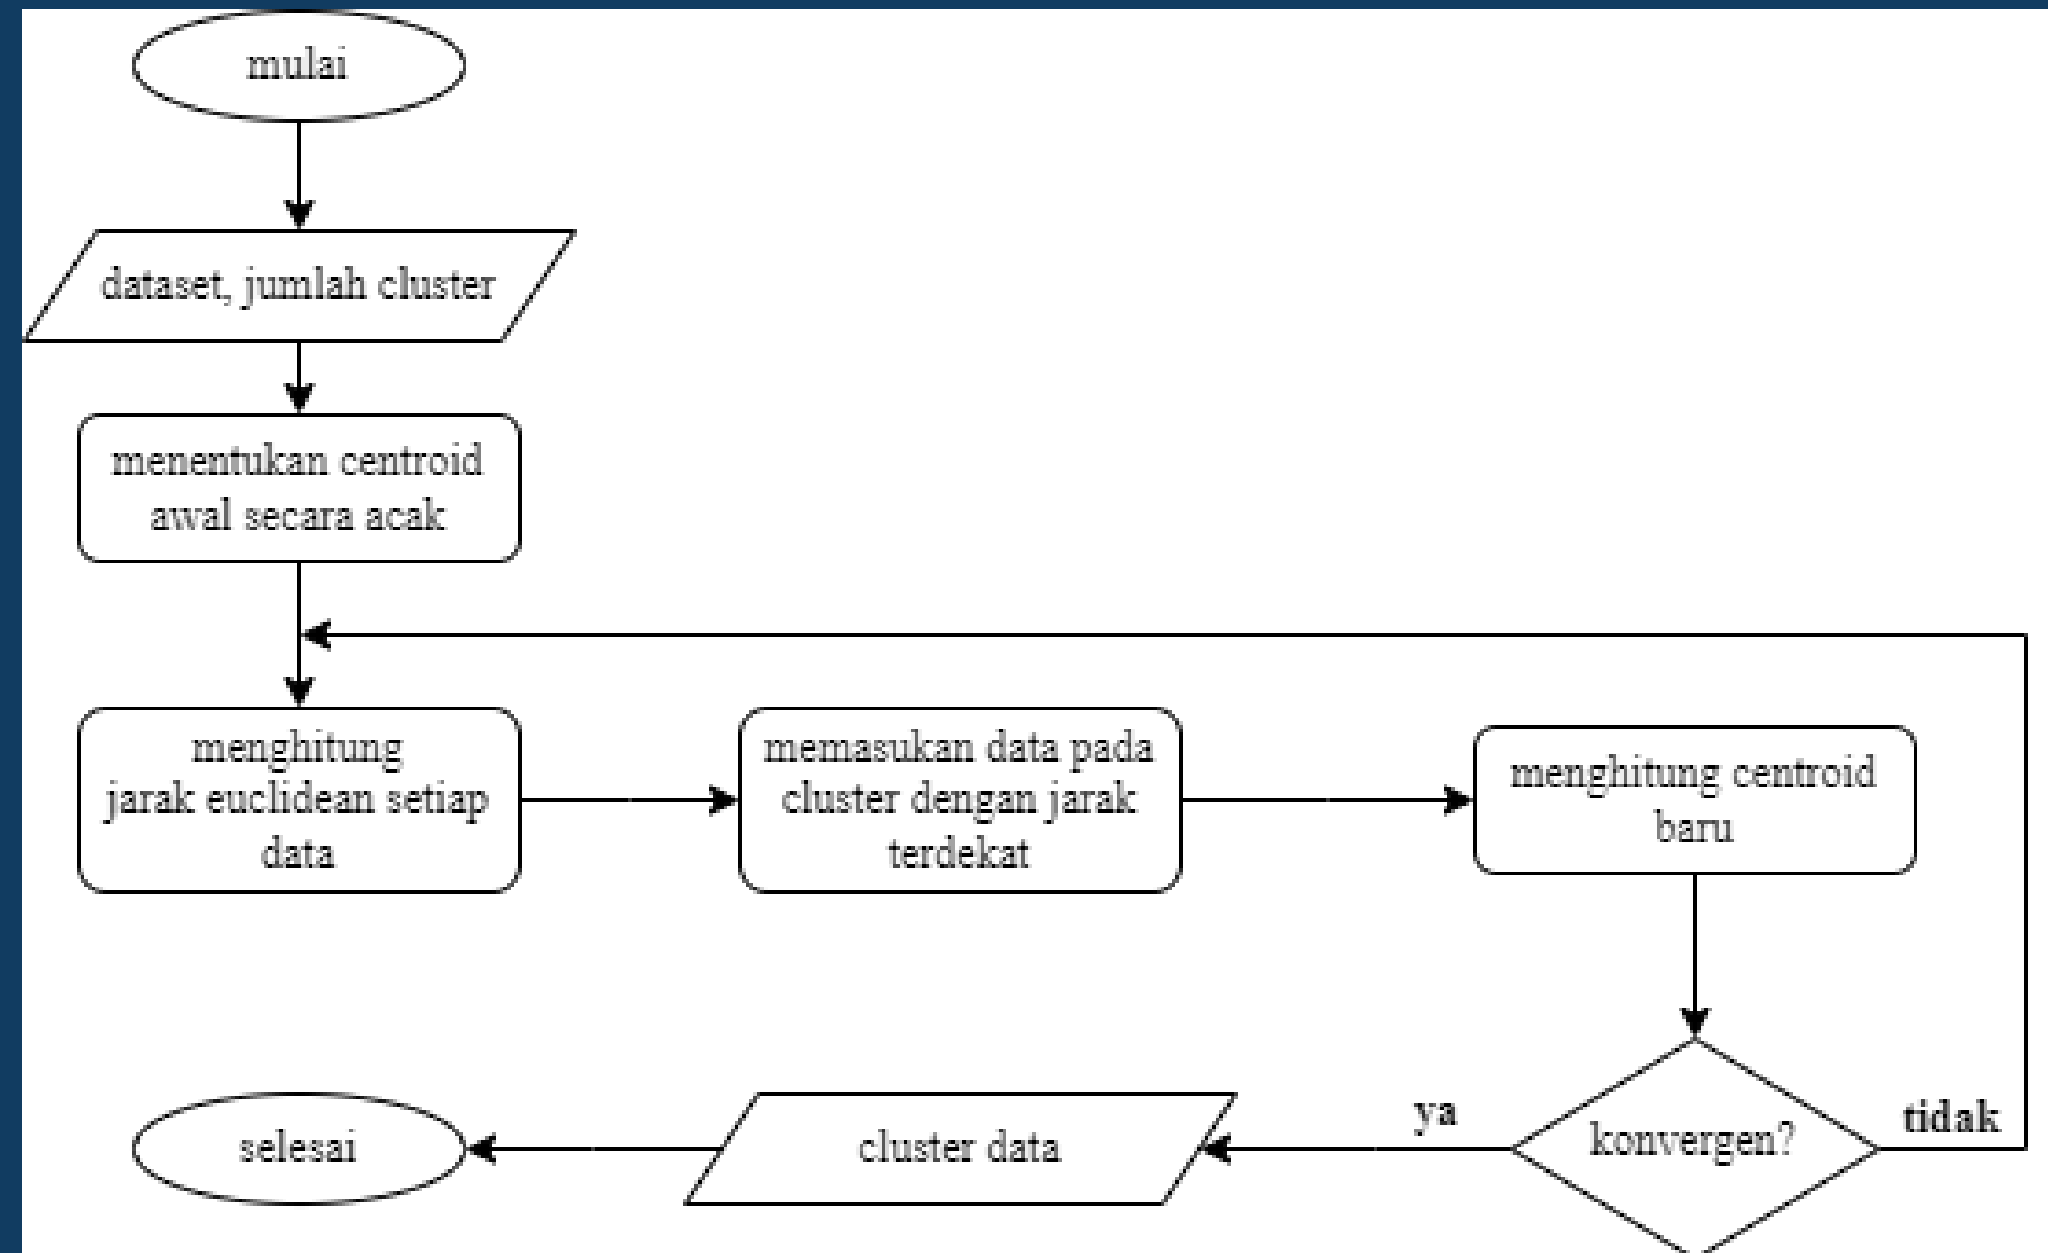 mulai
dataset, jumlah cluster
menentukan centroid
awal secara acak
menghitung
jarak euclidean setiap
data
memasukan data pada
cluster dengan jarak
terdekat
menghitung centroid
baru
konvergen?
tidak
ya
cluster data
selesai